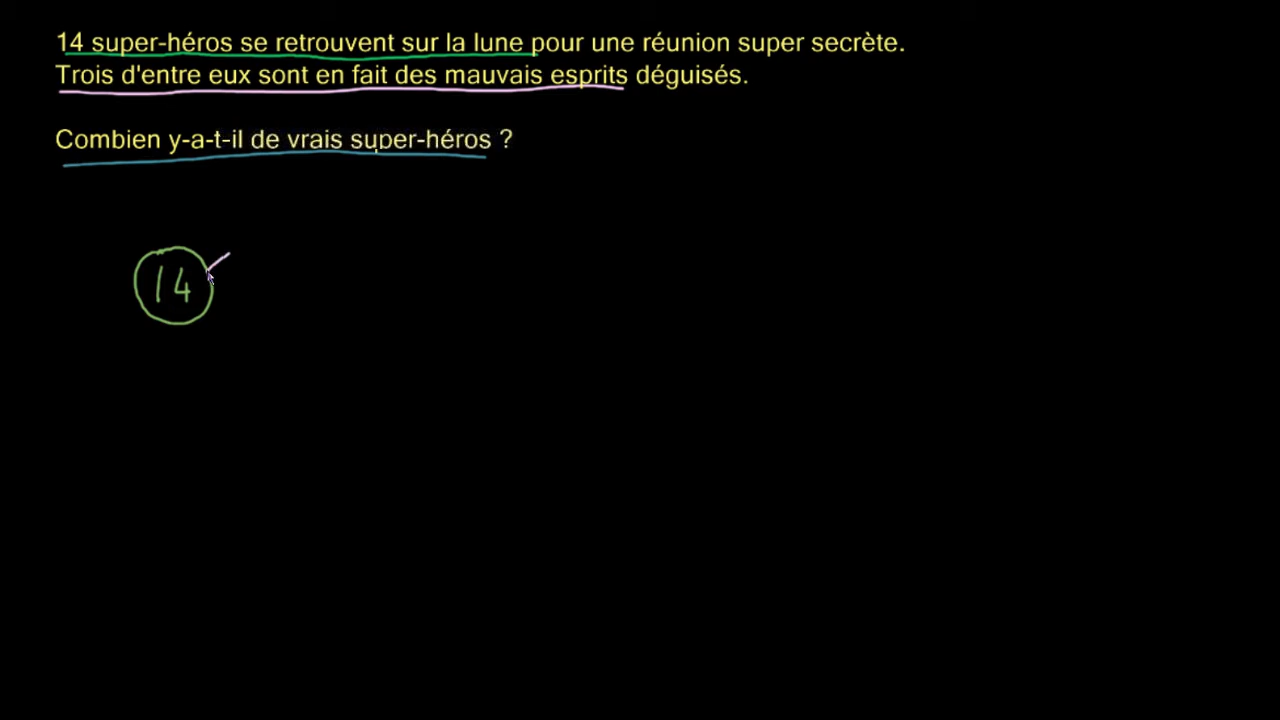 14 super-héros se retrouvent sur la lune pour une réunion super secrète.
Trois d'entre eux sont en fait des mauvais esprits déguisés.
Combien y-a-t-il de vrais super-héros ?
14